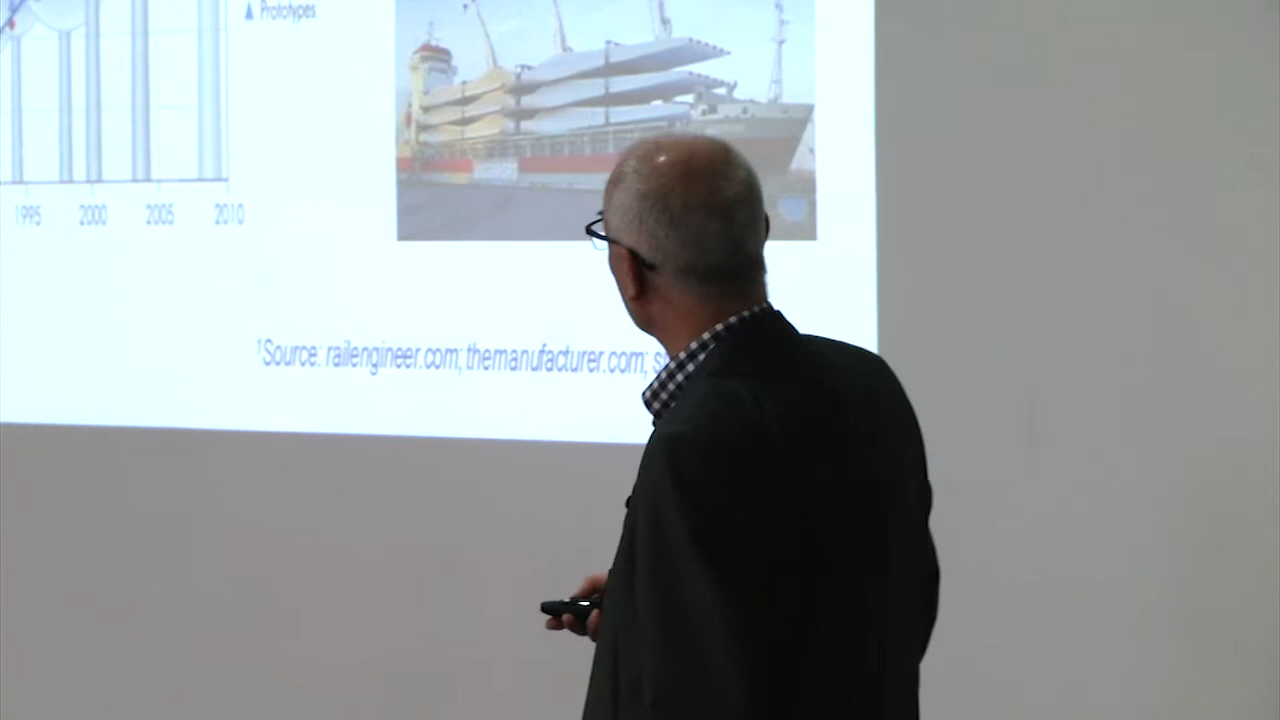 ▲ Prototypes
1995 2000 2005 2010
¹Source: railengineer.com; themanufacturer.com;